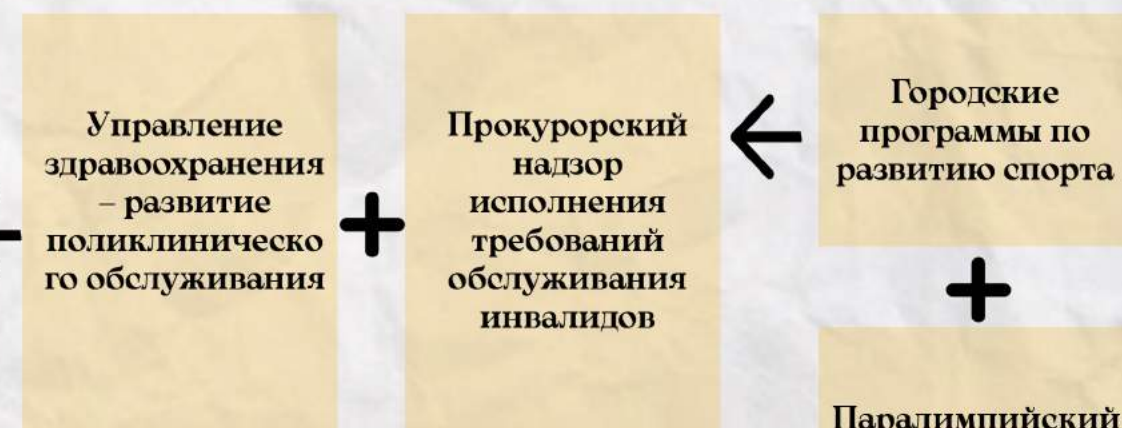 Управление
здравоохранения
– развитие
поликлиническо
го обслуживания
Прокурорский
надзор
исполнения
требований
обслуживания
инвалидов
Городские
программы по
развитию спорта
Паралимпийский